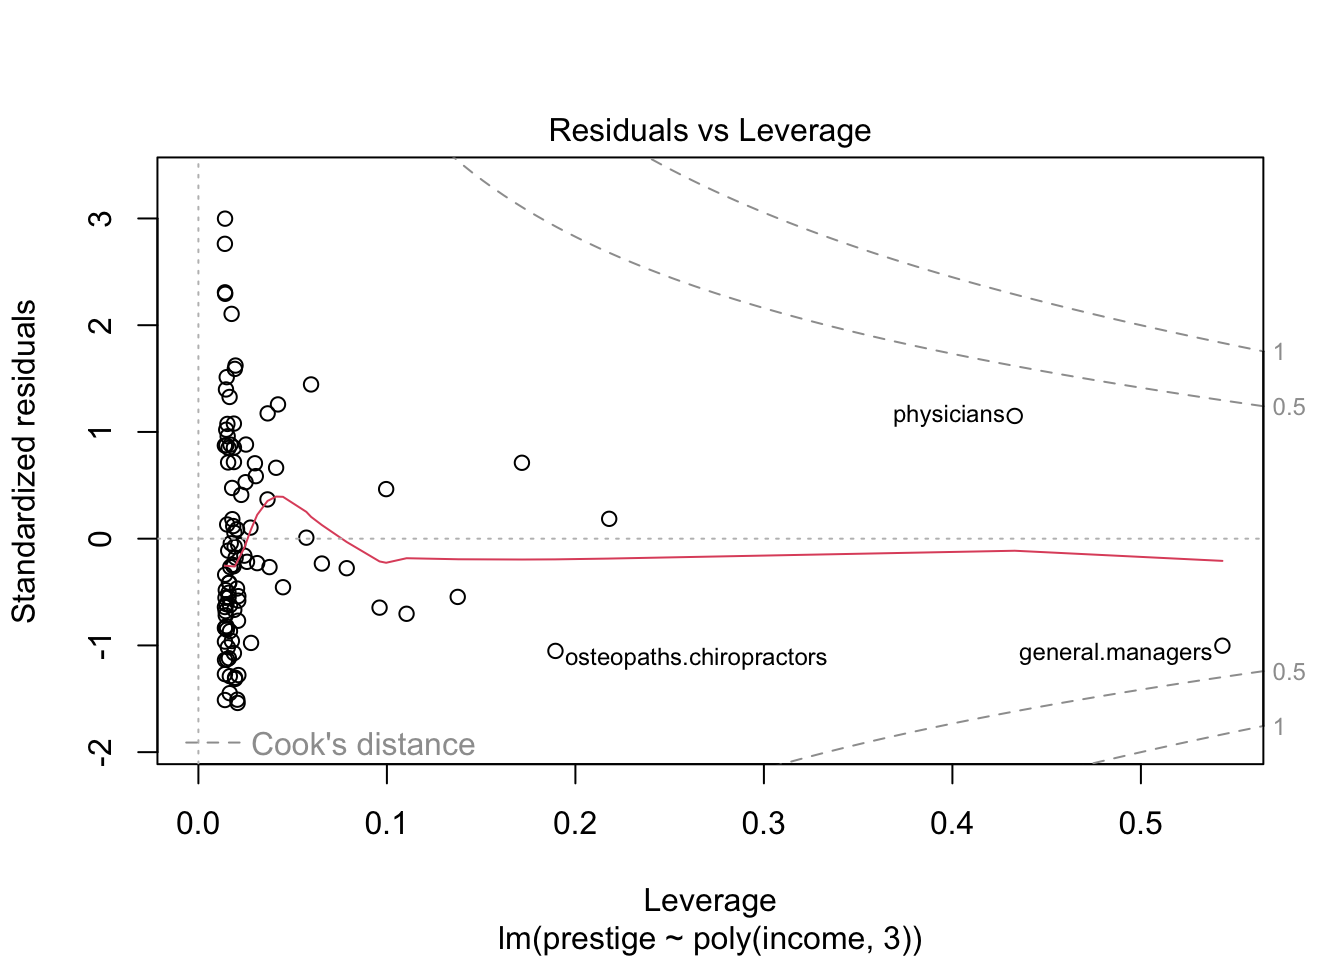 Residuals vs Leverage
Standardized residuals
3
2
1
0
-1
-2
1
0.5
0.5
1
physicians
osteopaths.chiropractors
general.managers
Cook's distance
0.0 0.1 0.2 0.3 0.4 0.5
Leverage
lm(prestige ~ poly(income, 3))